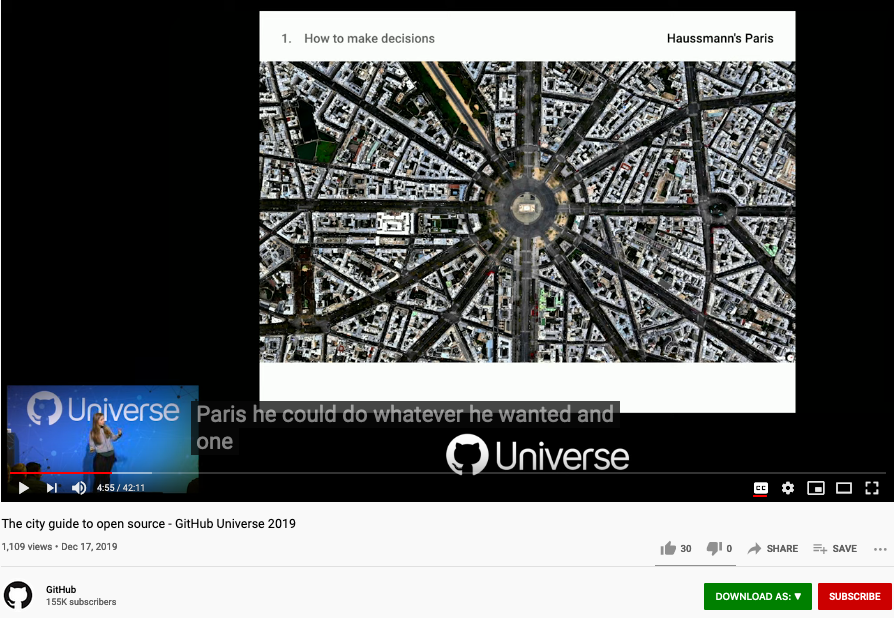 1. How to make decisions
Haussmann's Paris
Universe
Paris he could do whatever he wanted and
one
Universe
4:55 / 42:11
CC
The city guide to open source - GitHub Universe 2019
1,109 views • Dec 17, 2019
30
0
SHARE
SAVE
GitHub
155K subscribers
DOWNLOAD AS: ▼
SUBSCRIBE